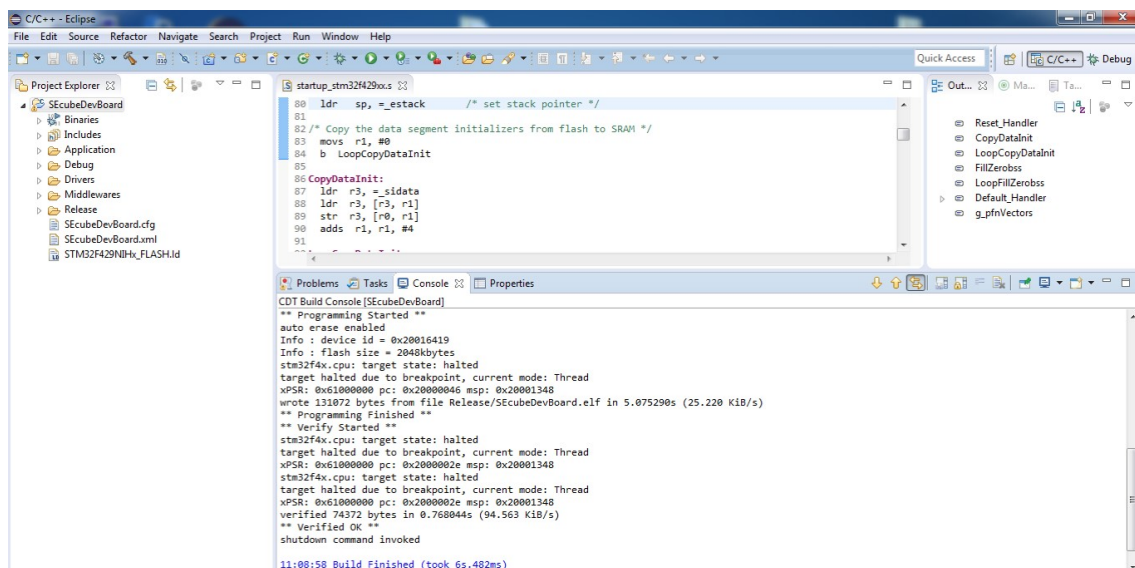 C/C++ - Eclipse
File Edit Source Refactor Navigate Search Project Run Window Help
Quick Access
C/C++
Debug
Project Explorer
SEcubeDevBoard
Binaries
Includes
Application
Debug
Drivers
Middlewares
Release
SEcubeDevBoard.cfg
SEcubeDevBoard.xml
STM32F429NIHx_FLASH.ld
startup_stm32f429xx.s
80 ldr sp, =_estack /* set stack pointer */
81
82 /* Copy the data segment initializers from flash to SRAM */
83 movs r1, #0
84 b LoopCopyDataInit
85
86 CopyDataInit:
87 ldr r3, =_sidata
88 ldr r3, [r3, r1]
89 str r3, [r0, r1]
90 adds r1, r1, #4
91
Out... Ma... Ta...
Reset_Handler
CopyDataInit
LoopCopyDataInit
FillZerobss
LoopFillZerobss
Default_Handler
g_pfnVectors
Problems Tasks Console Properties
CDT Build Console [SEcubeDevBoard]
** Programming Started **
auto erase enabled
Info : device id = 0x20016419
Info : flash size = 2048kbytes
stm32f4x.cpu: target state: halted
target halted due to breakpoint, current mode: Thread
xPSR: 0x61000000 pc: 0x20000046 msp: 0x20001348
wrote 131072 bytes from file Release/SEcubeDevBoard.elf in 5.075290s (25.220 KiB/s)
** Programming Finished **
** Verify Started **
stm32f4x.cpu: target state: halted
target halted due to breakpoint, current mode: Thread
xPSR: 0x61000000 pc: 0x2000002e msp: 0x20001348
stm32f4x.cpu: target state: halted
target halted due to breakpoint, current mode: Thread
xPSR: 0x61000000 pc: 0x2000002e msp: 0x20001348
verified 74372 bytes in 0.768044s (94.563 KiB/s)
** Verified OK **
shutdown command invoked
11:08:58 Build Finished (took 6s.482ms)